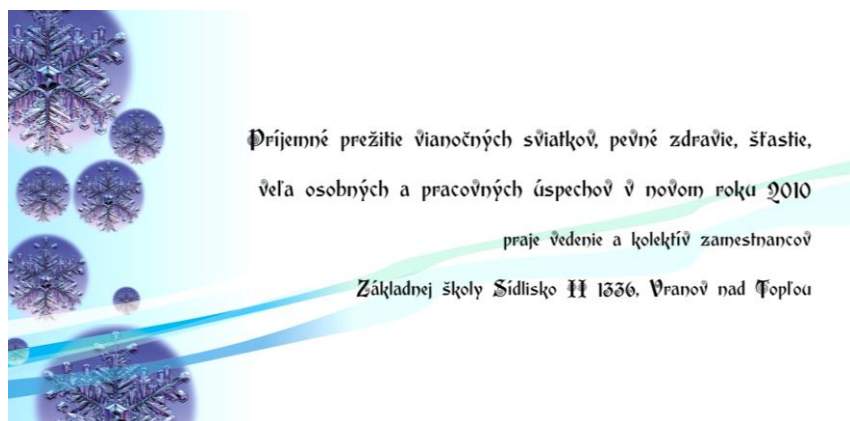 Príjemné prežitie vianočných sviatkov, pevné zdravie, šťastie,
veľa osobných a pracovných úspechov v novom roku 2010
praje vedenie a kolektív zamestnancov
Základnej školy Sídlisko II 1336, Vranov nad Topľou